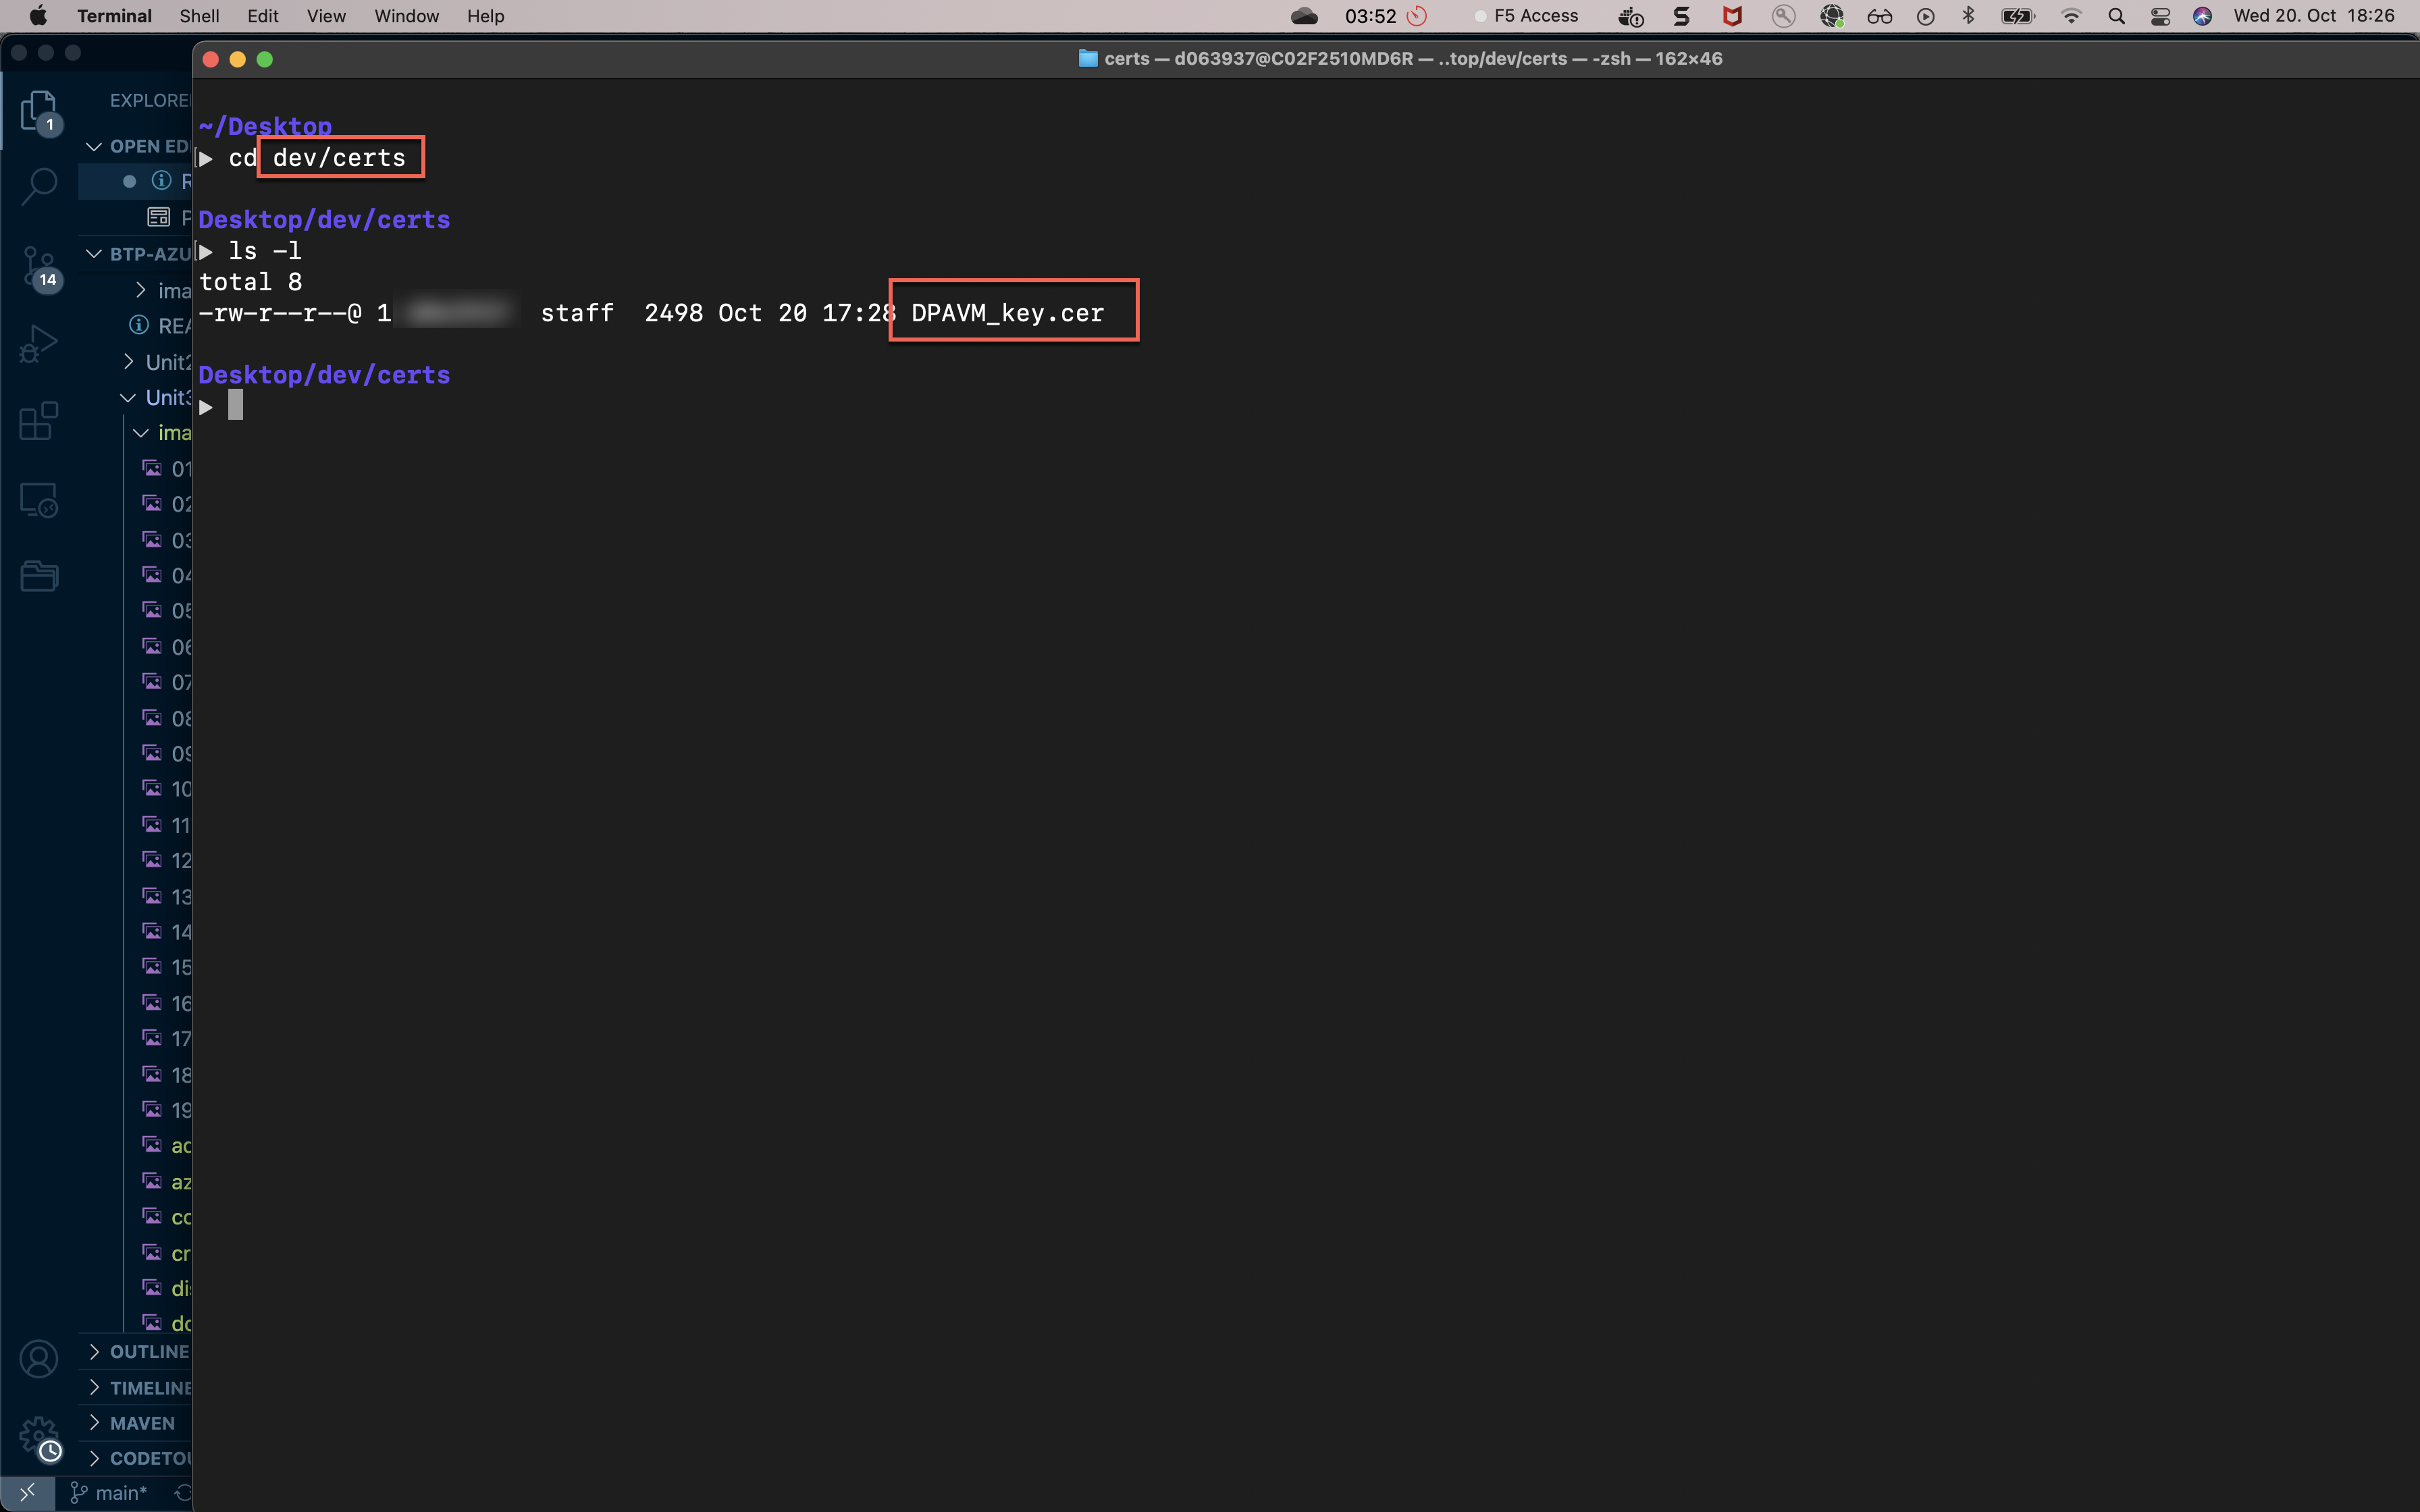 Terminal Shell Edit View Window Help 03:52 F5 Access Wed 20. Oct 18:26
certs — d063937@C02F2510MD6R — ..top/dev/certs — -zsh — 162×46
EXPLORE
1
OPEN ED
R
P
BTP-AZU
14
ima
REA
Unit2
Unit3
ima
01
02
03
04
05
06
07
08
09
10
11
12
13
14
15
16
17
18
19
ac
az
cc
cr
dis
dc
OUTLINE
TIMELINE
MAVEN
CODETOU
main*
~/Desktop
▶ cd dev/certs
Desktop/dev/certs
▶ ls -l
total 8
-rw-r--r--@ 1 staff 2498 Oct 20 17:28 DPAVM_key.cer
Desktop/dev/certs
▶